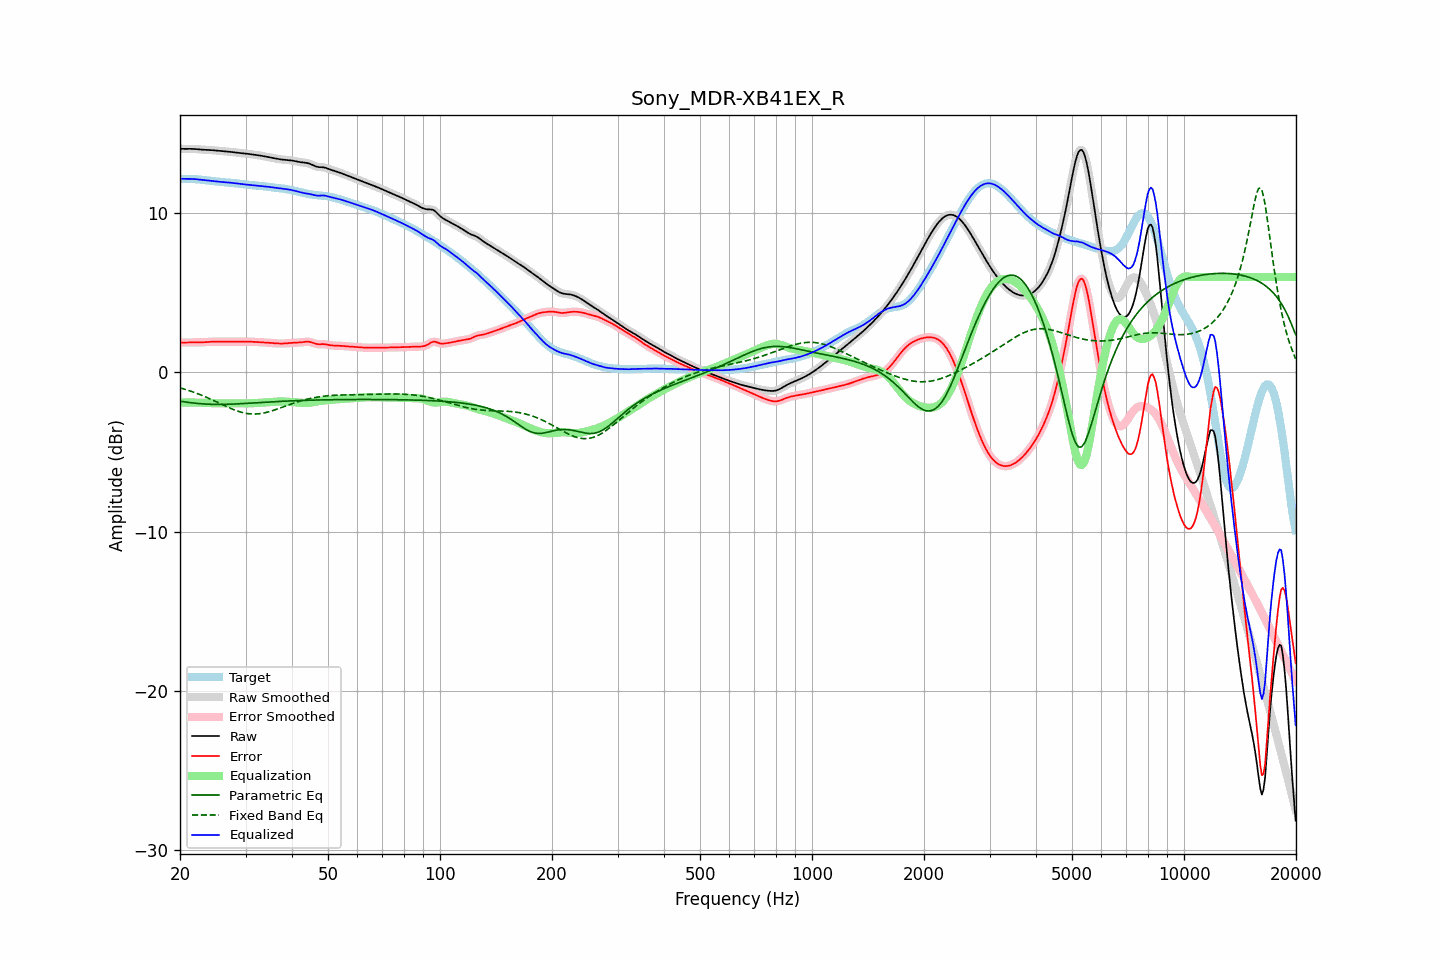 Sony_MDR-XB41EX_R
10
0
−10
−20
−30
Amplitude (dBr)
Target
Raw Smoothed
Error Smoothed
Raw
Error
Equalization
Parametric Eq
Fixed Band Eq
Equalized
20
50
100
200
500
1000
2000
5000
10000
20000
Frequency (Hz)